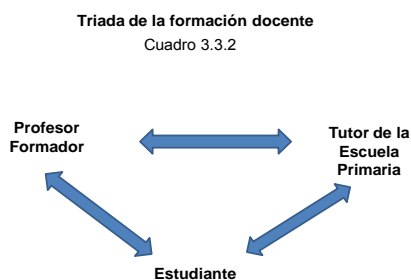 Triada de la formación docente
Cuadro 3.3.2
Profesor
Formador
Tutor de la
Escuela
Primaria
Estudiante